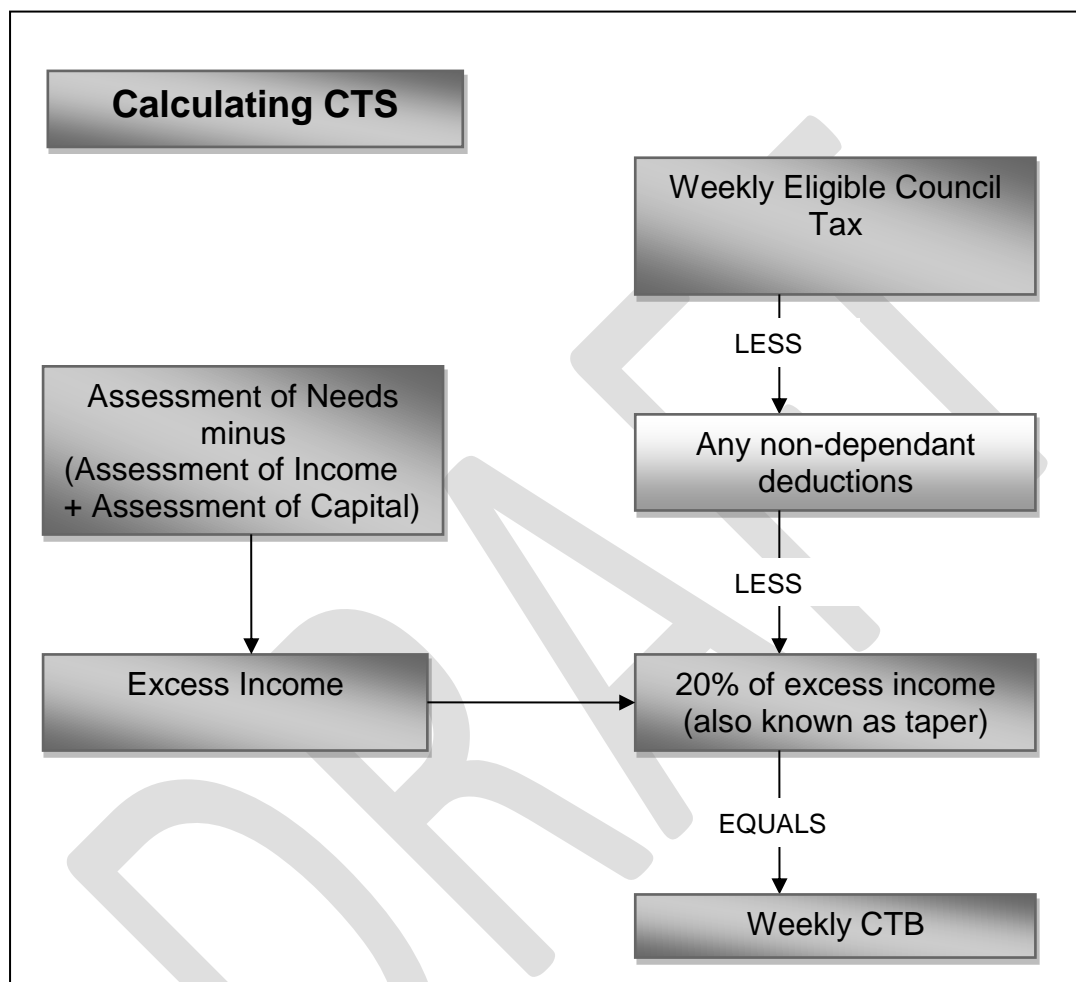 Calculating CTS
Weekly Eligible Council
Tax
LESS
Assessment of Needs
minus
(Assessment of Income
+ Assessment of Capital)
Any non-dependant
deductions
LESS
Excess Income
20% of excess income
(also known as taper)
EQUALS
Weekly CTB
DRAFT